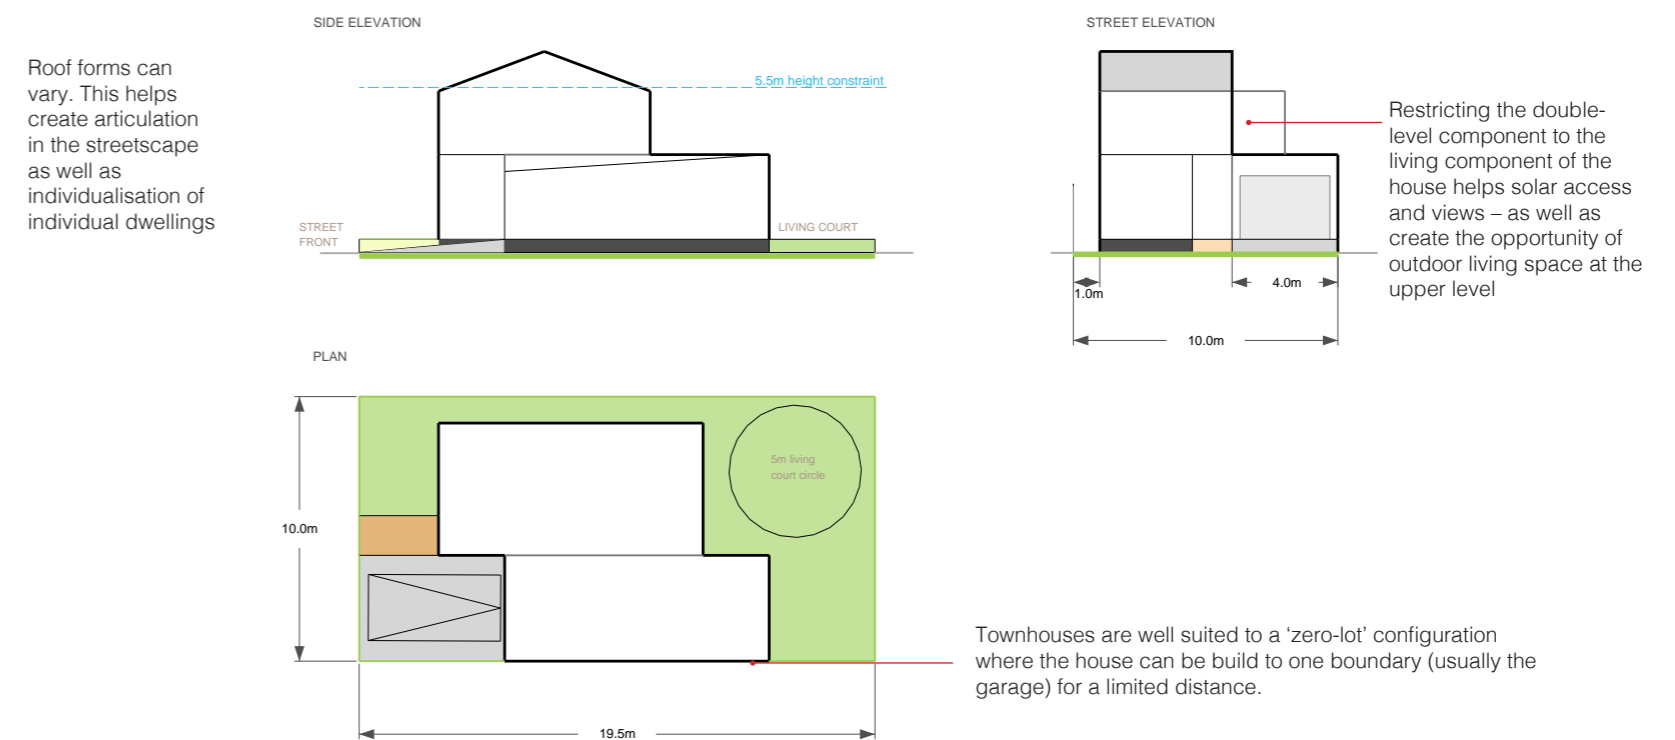 SIDE ELEVATION
STREET ELEVATION
Roof forms can
vary. This helps
create articulation
in the streetscape
as well as
individualisation of
individual dwellings
5.5m height constraint
STREET
FRONT
LIVING COURT
Restricting the double-
level component to the
living component of the
house helps solar access
and views – as well as
create the opportunity of
outdoor living space at the
upper level
1.0m
4.0m
10.0m
PLAN
5m living
court circle
10.0m
19.5m
Townhouses are well suited to a ‘zero-lot’ configuration
where the house can be build to one boundary (usually the
garage) for a limited distance.